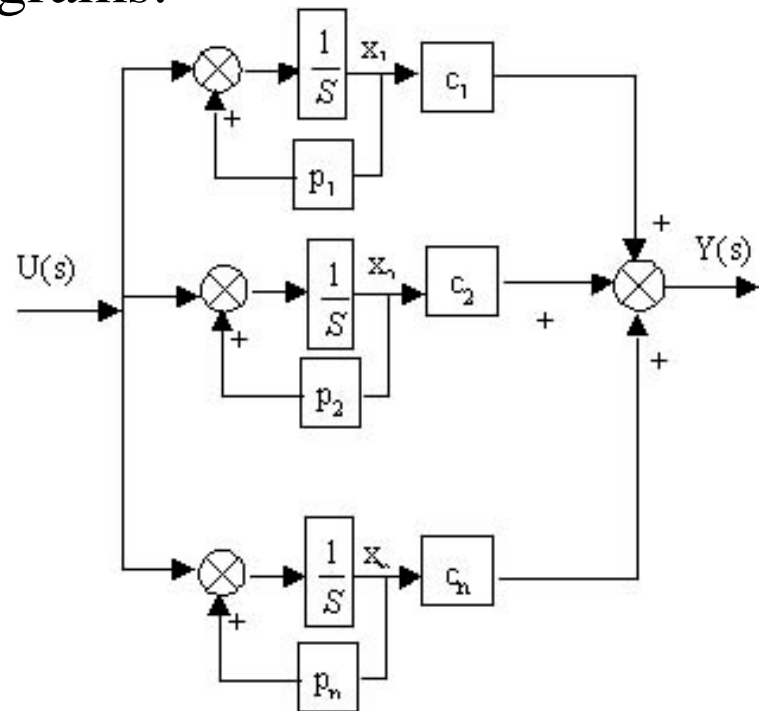 grams:
1
S
x₁
c₁
+
p₁
+
U(s)
Y(s)
1
S
c₂
+
+
p₂
+
1
S
cₙ
+
pₙ